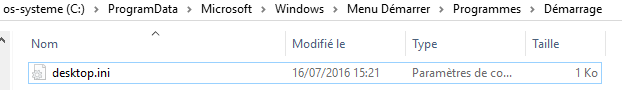 os-systeme (C:) > ProgramData > Microsoft > Windows > Menu Démarrer > Programmes > Démarrage
Nom Modifié le Type Taille
desktop.ini 16/07/2016 15:21 Paramètres de co... 1 Ko